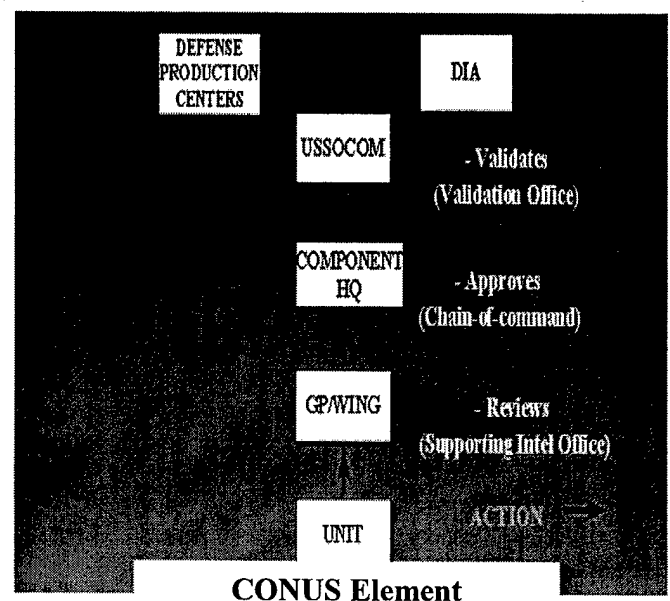 DEFENSE
PRODUCTION
CENTERS
DIA
USSOCOM
- Validates
(Validation Office)
COMPONENT
HQ
- Approves
(Chain-of-command)
GP/WING
- Reviews
(Supporting Intel Office)
ACTION
UNIT
CONUS Element